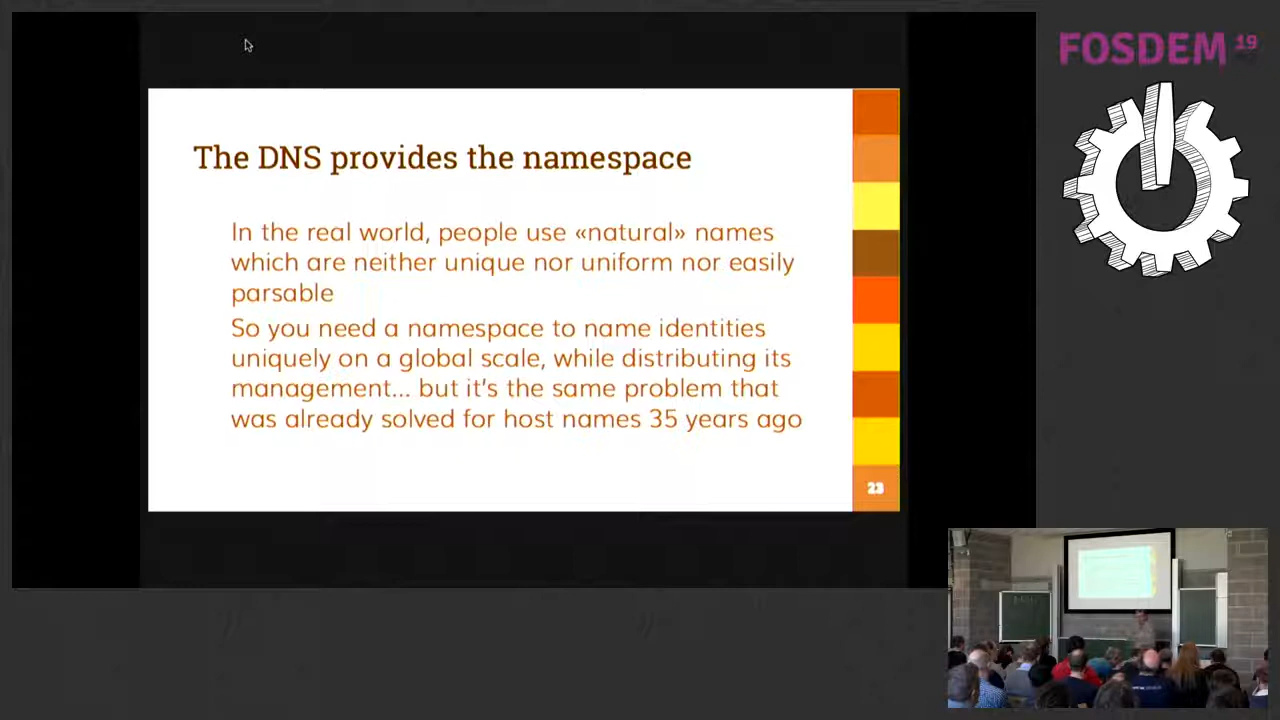 FOSDEM 19
The DNS provides the namespace
In the real world, people use «natural» names
which are neither unique nor uniform nor easily
parsable
So you need a namespace to name identities
uniquely on a global scale, while distributing its
management... but it's the same problem that
was already solved for host names 35 years ago
23